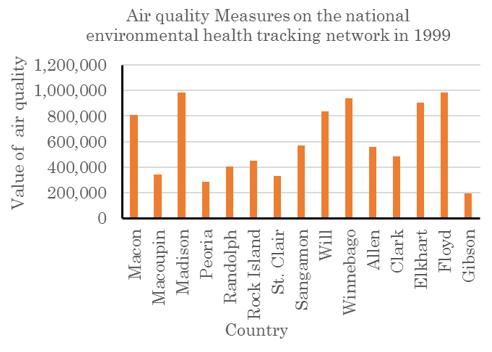 Air quality Measures on the national
environmental health tracking network in 1999
Value of air quality
1,200,000
1,000,000
800,000
600,000
400,000
200,000
0
Macon
Macoupin
Madison
Peoria
Randolph
Rock Island
St. Clair
Sangamon
Will
Winnebago
Allen
Clark
Elkhart
Floyd
Gibson
Country